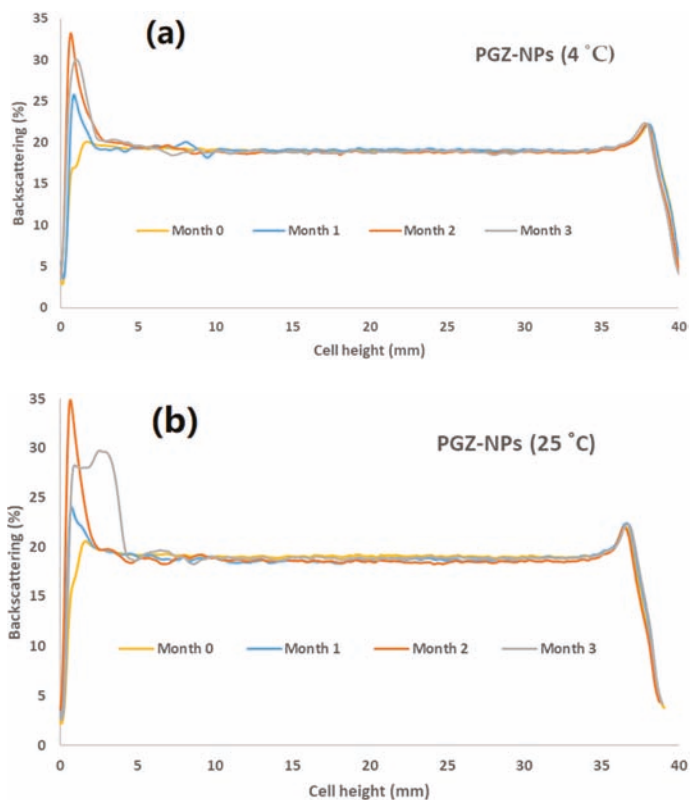 (a)
PGZ-NPs (4 °C)
Backscattering (%)
35
30
25
20
15
10
5
0
Month 0 Month 1 Month 2 Month 3
0 5 10 15 20 25 30 35 40
Cell height (mm)
(b)
PGZ-NPs (25 °C)
Backscattering (%)
35
30
25
20
15
10
5
0
Month 0 Month 1 Month 2 Month 3
0 5 10 15 20 25 30 35 40
Cell height (mm)